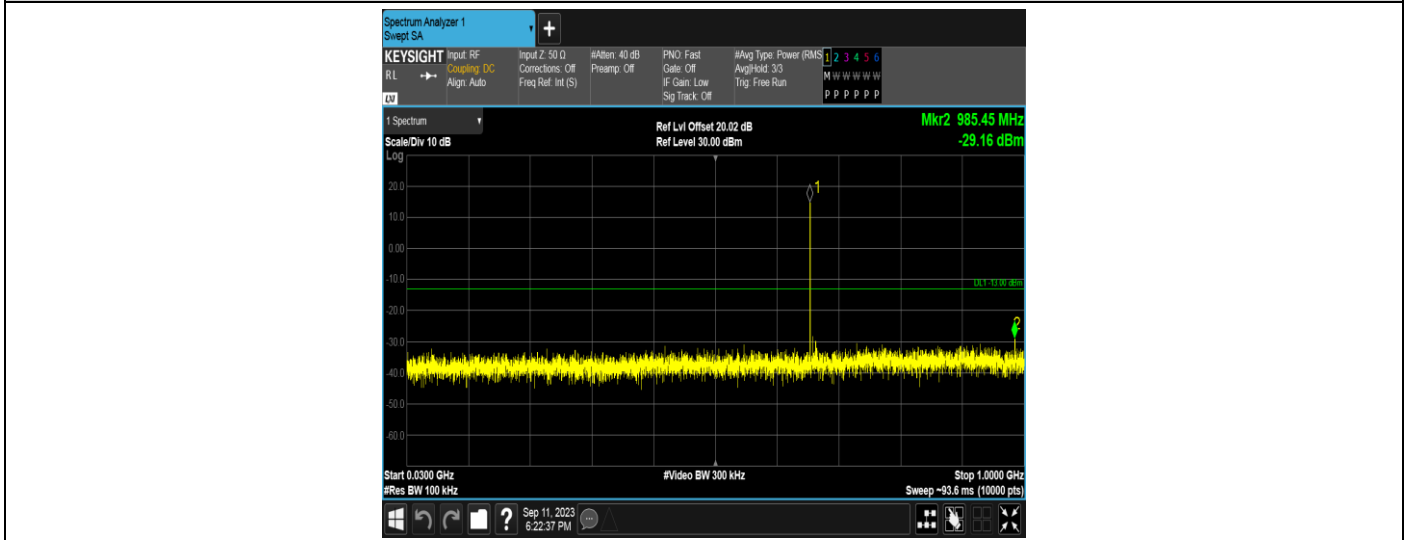 Spectrum Analyzer 1
Swept SA
+
KEYSIGHT
RL
LXI
Input: RF
Coupling: DC
Align: Auto
Input Z: 50 Ω
Corrections: Off
Freq Ref: Int (S)
#Atten: 40 dB
Preamp: Off
PNO: Fast
Gate: Off
IF Gain: Low
Sig Track: Off
#Avg Type: Power (RMS
Avg|Hold: 3/3
Trig: Free Run
1 2 3 4 5 6
M W W W W W
P P P P P P
1 Spectrum
Scale/Div 10 dB
Ref Lvl Offset 20.02 dB
Ref Level 30.00 dBm
Mkr2 985.45 MHz
-29.16 dBm
Log
1
20.0
10.0
0.00
-10.0
DL1 -13.00 dBm
-20.0
2
-30.0
-40.0
-50.0
-60.0
Start 0.0300 GHz
#Res BW 100 kHz
#Video BW 300 kHz
Stop 1.0000 GHz
Sweep ~93.6 ms (10000 pts)
?
Sep 11, 2023
6:22:37 PM